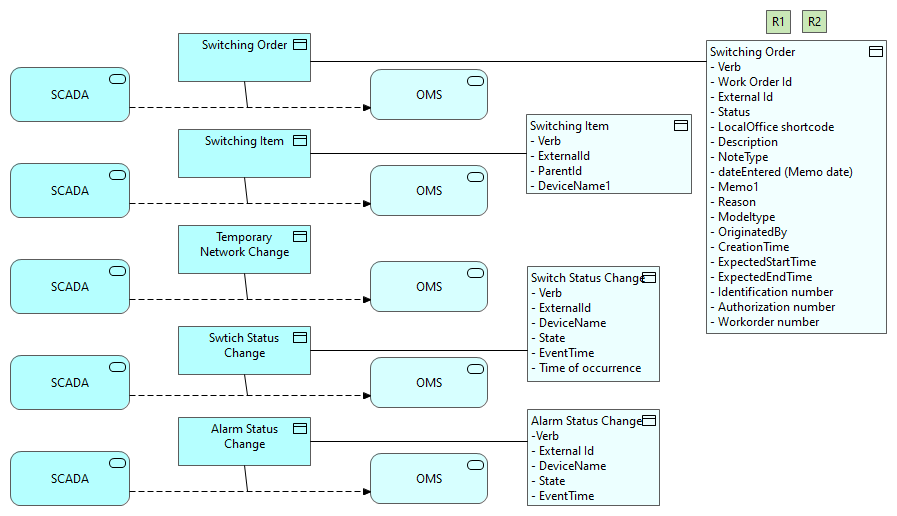 R1 R2
Switching Order
SCADA
OMS
Switching Order
- Verb
- Work Order Id
- External Id
- Status
- LocalOffice shortcode
- Description
- NoteType
- dateEntered (Memo date)
- Memo1
- Reason
- Modeltype
- OriginatedBy
- CreationTime
- ExpectedStartTime
- ExpectedEndTime
- Identification number
- Authorization number
- Workorder number
Switching Item
SCADA
OMS
Switching Item
- Verb
- ExternalId
- ParentId
- DeviceName1
Temporary
Network Change
SCADA
OMS
Swtich Status
Change
SCADA
OMS
Switch Status Change
- Verb
- ExternalId
- DeviceName
- State
- EventTime
- Time of occurrence
Alarm Status
Change
SCADA
OMS
Alarm Status Change
-Verb
- External Id
- DeviceName
- State
- EventTime